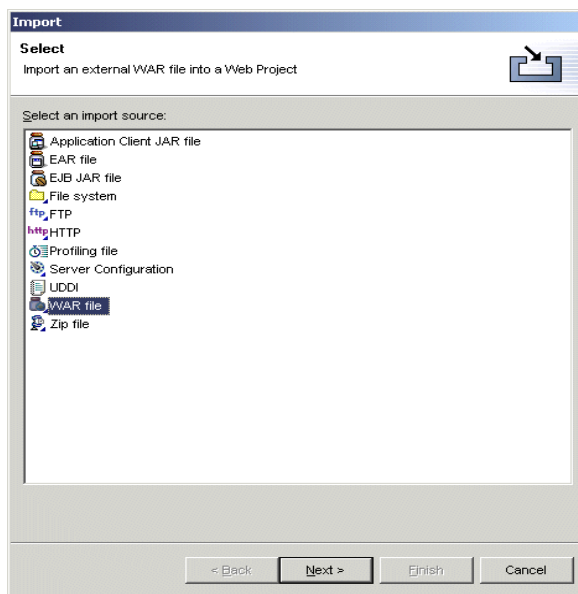 Import
Select
Import an external WAR file into a Web Project
Select an import source:
Application Client JAR file
EAR file
EJB JAR file
File system
ftp FTP
http HTTP
Profiling file
Server Configuration
UDDI
WAR file
Zip file
< Back Next > Finish Cancel